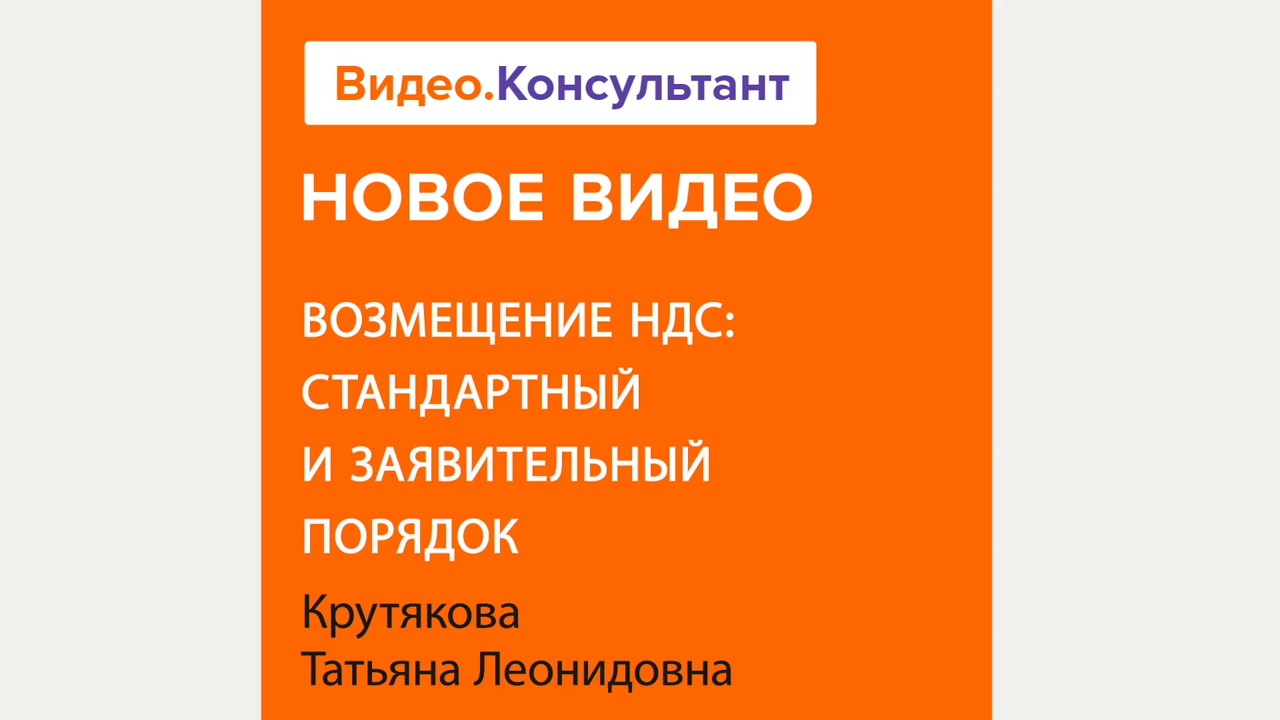 Видео.Консультант
НОВОЕ ВИДЕО
ВОЗМЕЩЕНИЕ НДС:
СТАНДАРТНЫЙ
И ЗАЯВИТЕЛЬНЫЙ
ПОРЯДОК
Крутякова
Татьяна Леонидовна